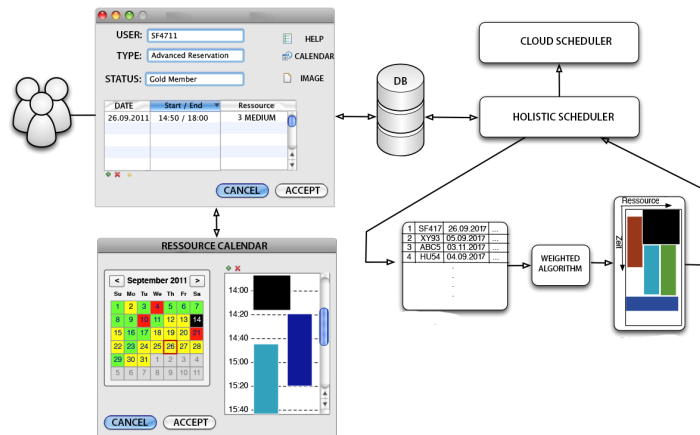 USER: SF4711
HELP
TYPE: Advanced Reservation
CALENDAR
STATUS: Gold Member
IMAGE
DATE Start / End Ressource
26.09.2011 14:50 / 18:00 3 MEDIUM
CANCEL ACCEPT
DB
CLOUD SCHEDULER
HOLISTIC SCHEDULER
RESSOURCE CALENDAR
< September 2011 >
Su Mo Tu We Th Fr Sa
1 2 3 4 5 6 7
8 9 10 11 12 13 14
15 16 17 18 19 20 21
22 23 24 25 26 27 28
29 30 31 1 2 3 4
5 6 7 8 9 10 11
14:00
14:20
14:40
15:00
15:20
15:40
CANCEL ACCEPT
1 SF417 26.09.2017 ...
2 XY93 05.09.2017 ...
3 ABC5 03.11.2017 ...
4 HU54 04.09.2017 ...
WEIGHTED
ALGORITHM
Ressource
Zeit